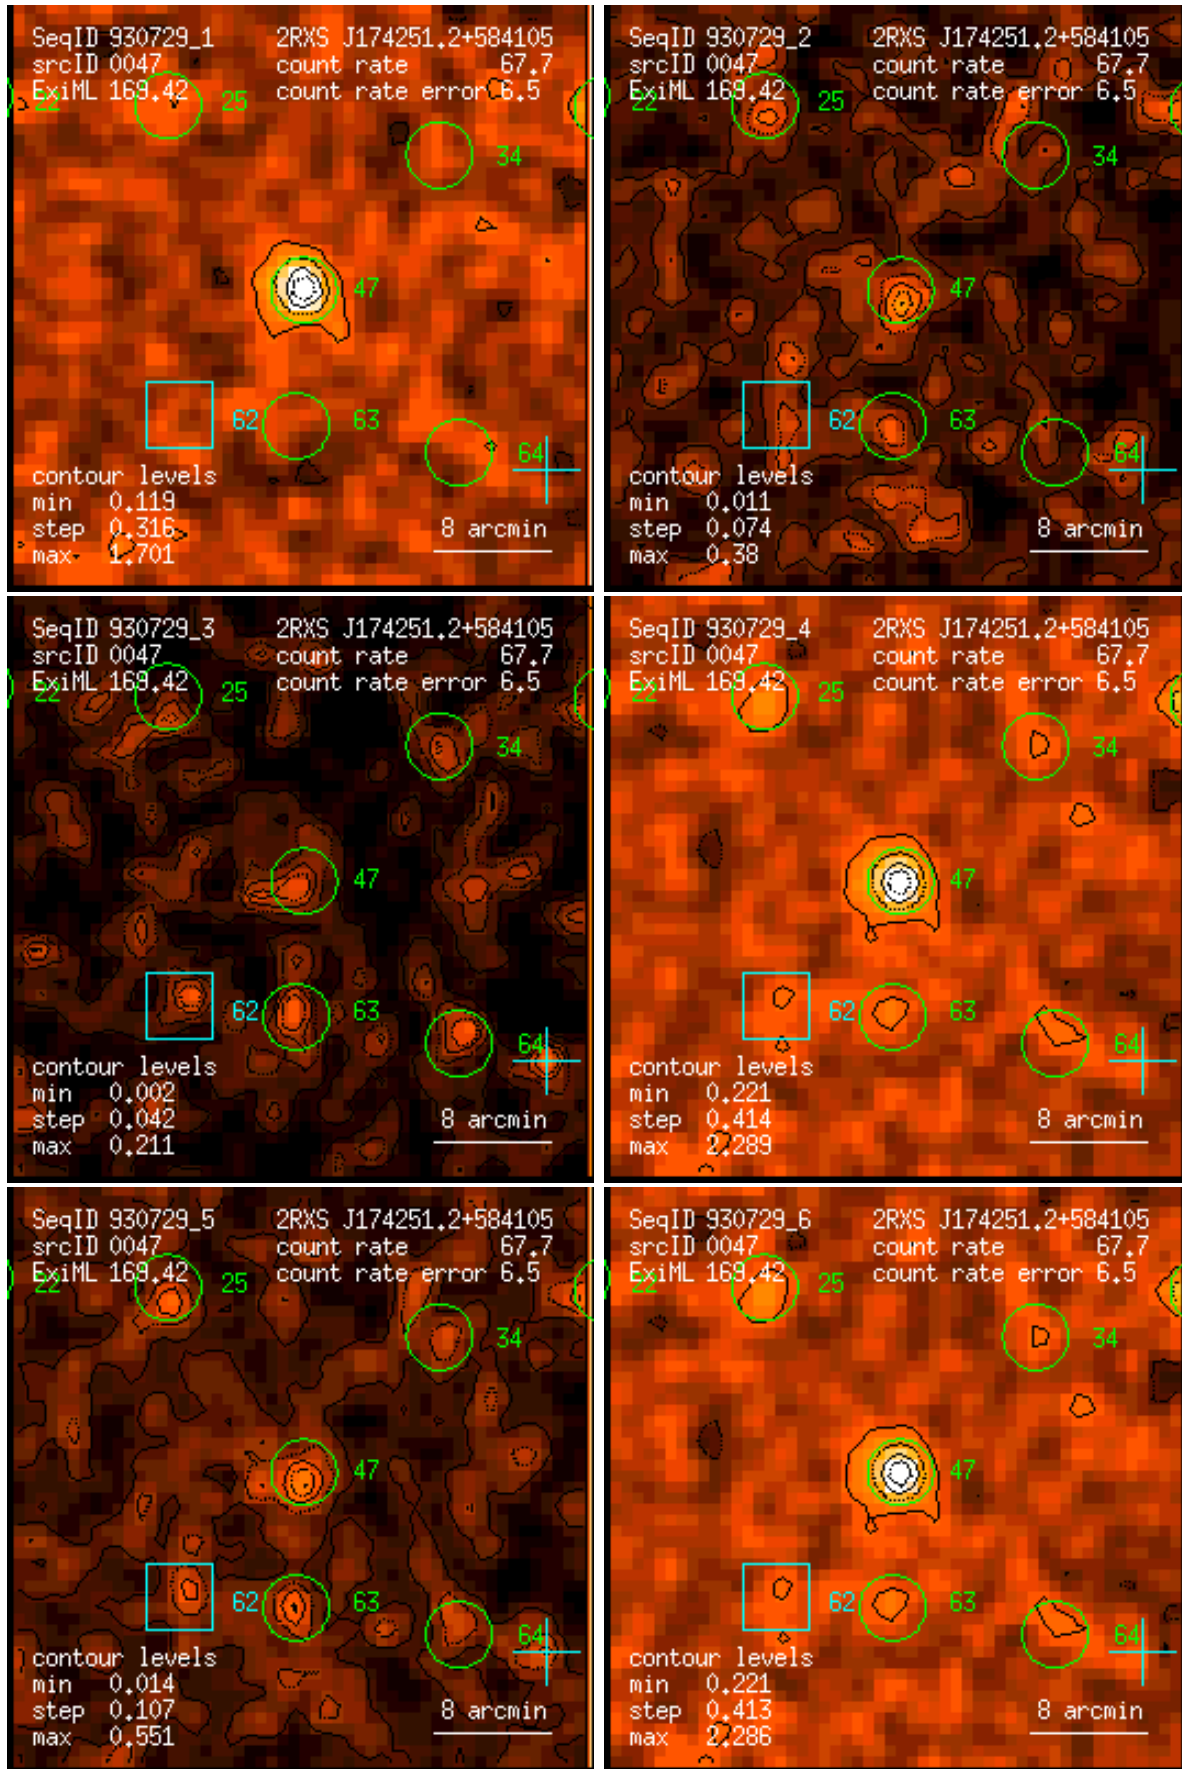 SeqID 930729_1 2RXS J174251.2+584105
srcID 0047 count rate 67.7
ExiML 169.42 count rate error 6.5
22 25
34
47
62 63
64
contour levels
min 0.119
step 0.316 8 arcmin
max 1.701
SeqID 930729_2 2RXS J174251.2+584105
srcID 0047 count rate 67.7
ExiML 169.42 count rate error 6.5
22 25
34
47
62 63
64
contour levels
min 0.011
step 0.074 8 arcmin
max 0.38
SeqID 930729_3 2RXS J174251.2+584105
srcID 0047 count rate 67.7
ExiML 169.42 count rate error 6.5
22 25
34
47
62 63
64
contour levels
min 0.002
step 0.042 8 arcmin
max 0.211
SeqID 930729_4 2RXS J174251.2+584105
srcID 0047 count rate 67.7
ExiML 169.42 count rate error 6.5
22 25
34
47
62 63
64
contour levels
min 0.221
step 0.414 8 arcmin
max 2.289
SeqID 930729_5 2RXS J174251.2+584105
srcID 0047 count rate 67.7
ExiML 169.42 count rate error 6.5
22 25
34
47
62 63
64
contour levels
min 0.014
step 0.107 8 arcmin
max 0.551
SeqID 930729_6 2RXS J174251.2+584105
srcID 0047 count rate 67.7
ExiML 169.42 count rate error 6.5
22 25
34
47
62 63
64
contour levels
min 0.221
step 0.413 8 arcmin
max 2.286